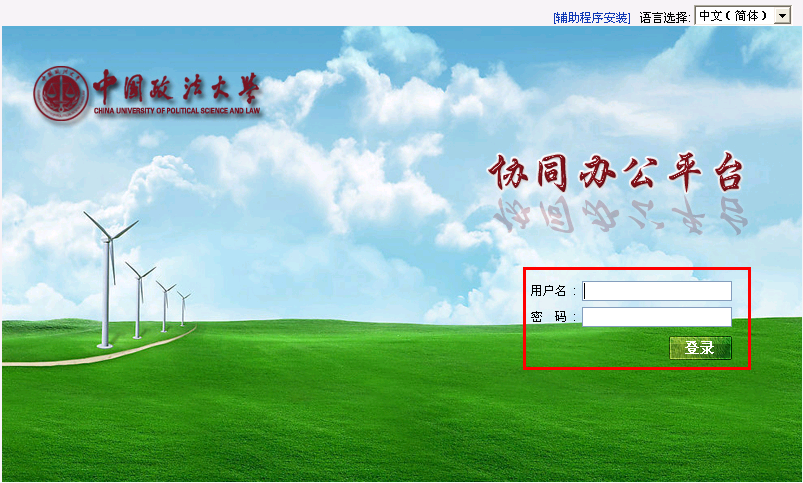 [辅助程序安装] 语言选择: 中文（简体）
中国政法大学
CHINA UNIVERSITY OF POLITICAL SCIENCE AND LAW
协同办公平台
用户名：
密 码：
登录